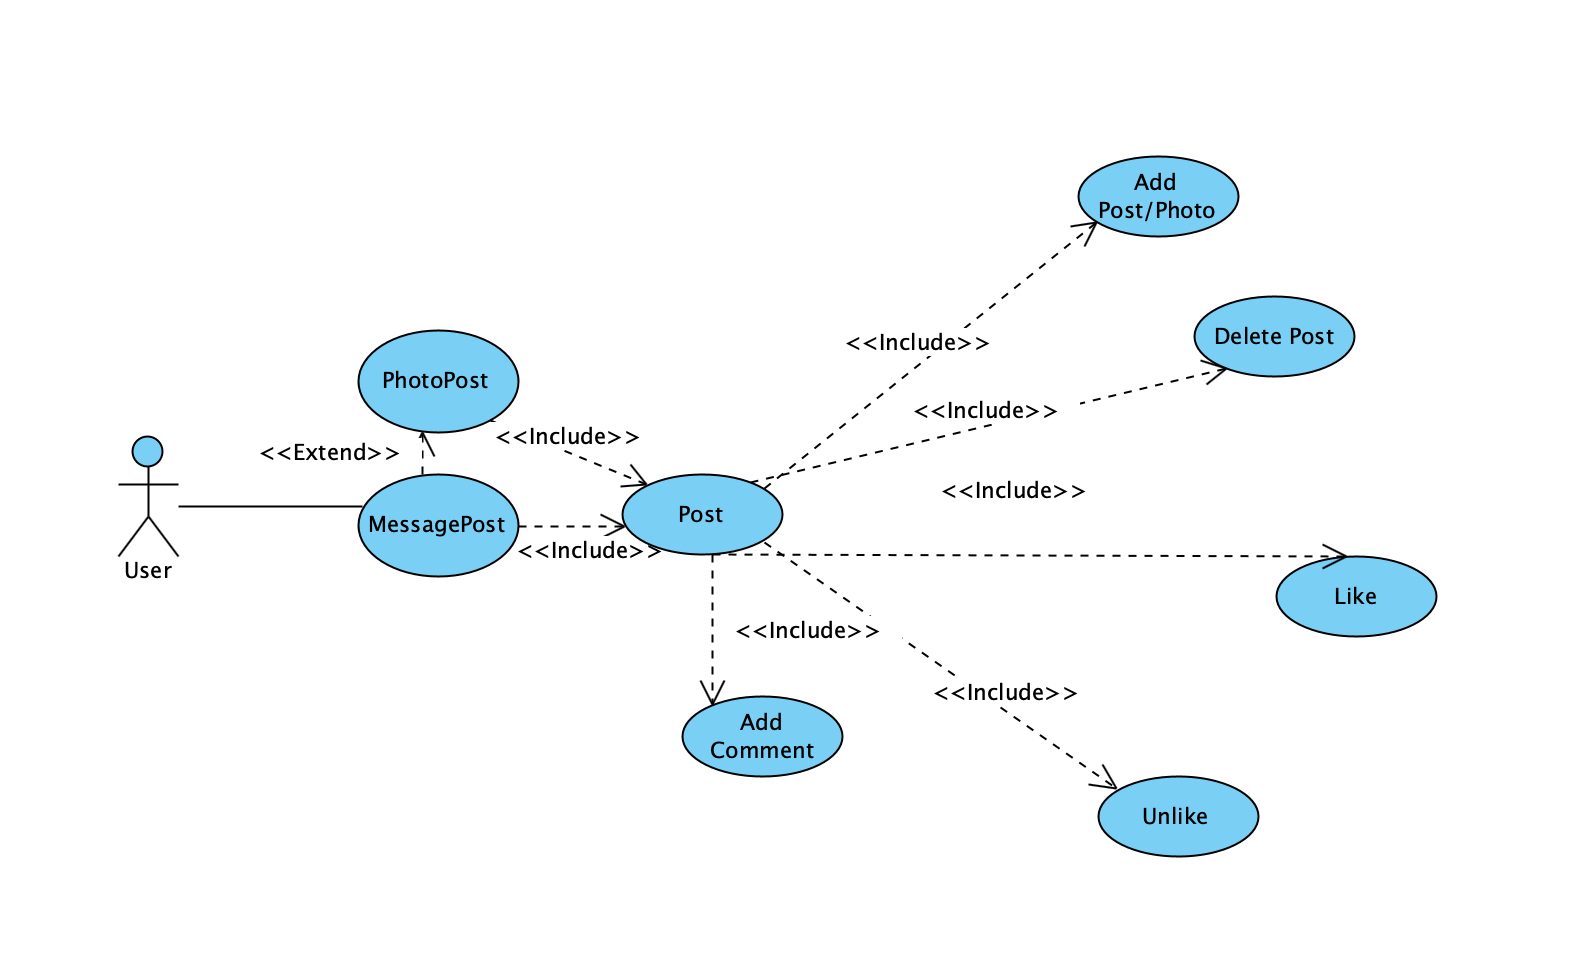 Add
Post/Photo
<<Include>>
Delete Post
PhotoPost
<<Include>>
<<Include>>
<<Extend>>
<<Include>>
Post
MessagePost
<<Include>>
User
Like
<<Include>>
<<Include>>
Add
Comment
Unlike